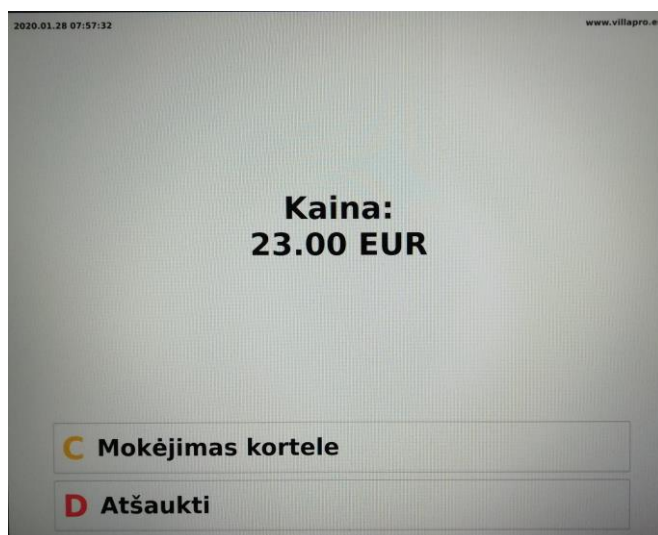 2020.01.28 07:57:32
www.villapro.e
Kaina:
23.00 EUR
C Mokėjimas kortele
D Atšaukti